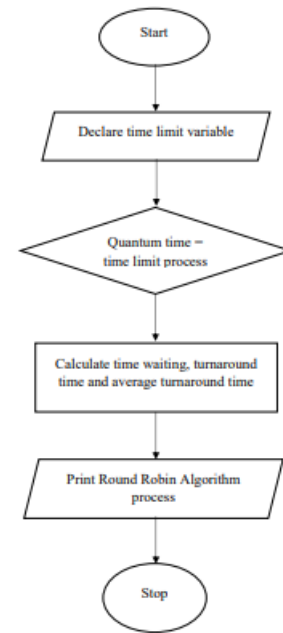 Start
Declare time limit variable
Quantum time =
time limit process
Calculate time waiting, turnaround
time and average turnaround time
Print Round Robin Algorithm
process
Stop